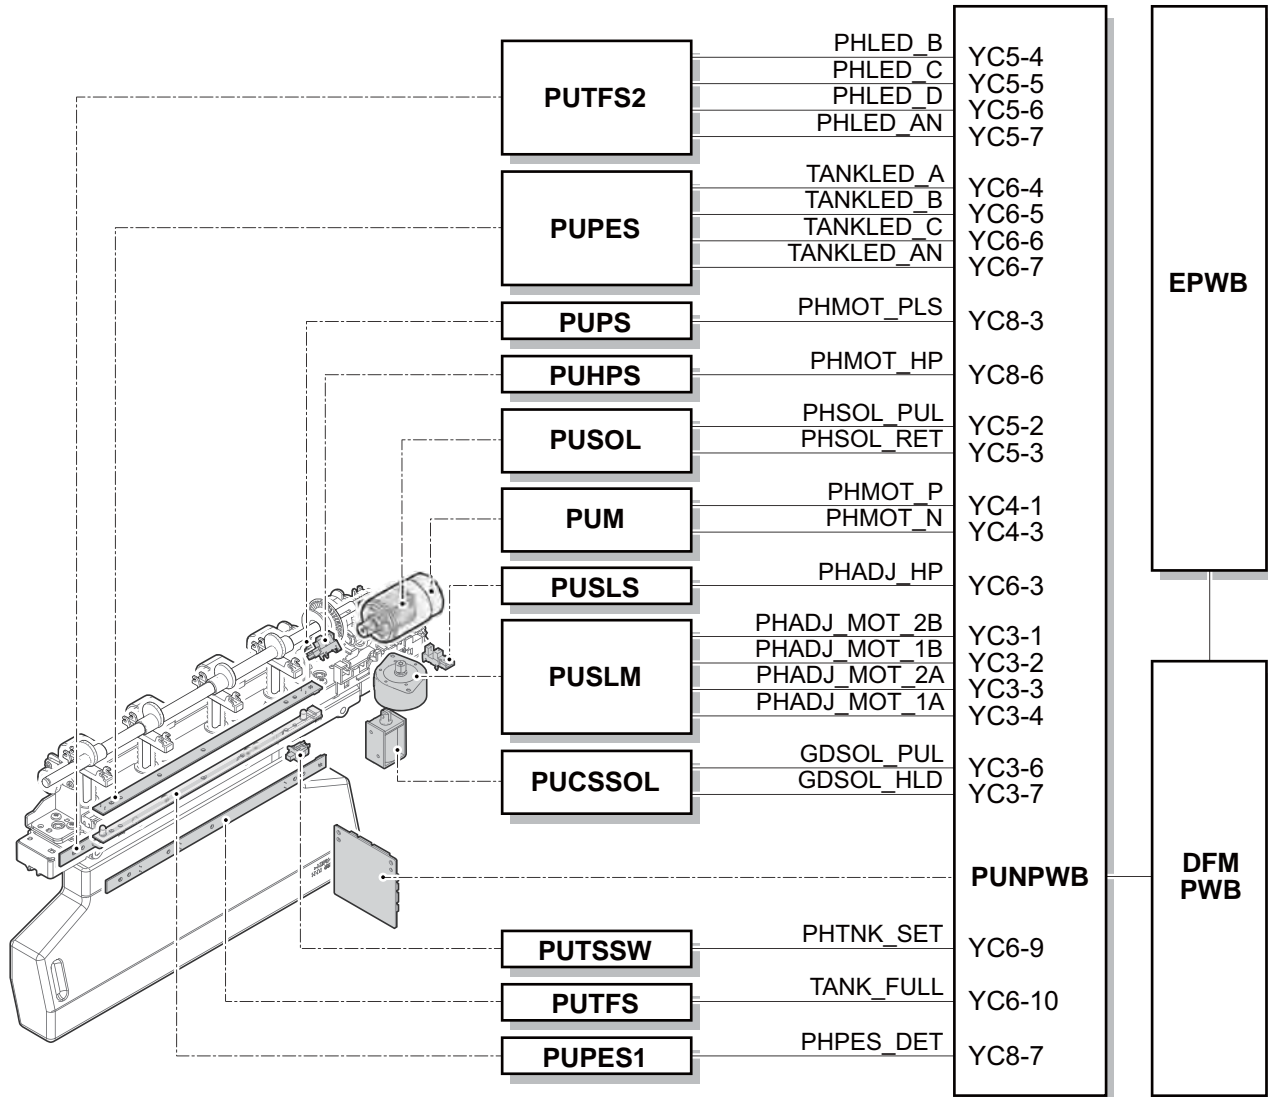 PUTFS2
PHLED_B
YC5-4
PHLED_C
YC5-5
PHLED_D
YC5-6
PHLED_AN
YC5-7
PUPES
TANKLED_A
YC6-4
TANKLED_B
YC6-5
TANKLED_C
YC6-6
TANKLED_AN
YC6-7
EPWB
PUPS
PHMOT_PLS
YC8-3
PUHPS
PHMOT_HP
YC8-6
PUSOL
PHSOL_PUL
YC5-2
PHSOL_RET
YC5-3
PUM
PHMOT_P
YC4-1
PHMOT_N
YC4-3
PUSLS
PHADJ_HP
YC6-3
PUSLM
PHADJ_MOT_2B
YC3-1
PHADJ_MOT_1B
YC3-2
PHADJ_MOT_2A
YC3-3
PHADJ_MOT_1A
YC3-4
PUCSSOL
GDSOL_PUL
YC3-6
GDSOL_HLD
YC3-7
PUNPWB
DFM
PWB
PUTSSW
PHTNK_SET
YC6-9
PUTFS
TANK_FULL
YC6-10
PUPES1
PHPES_DET
YC8-7